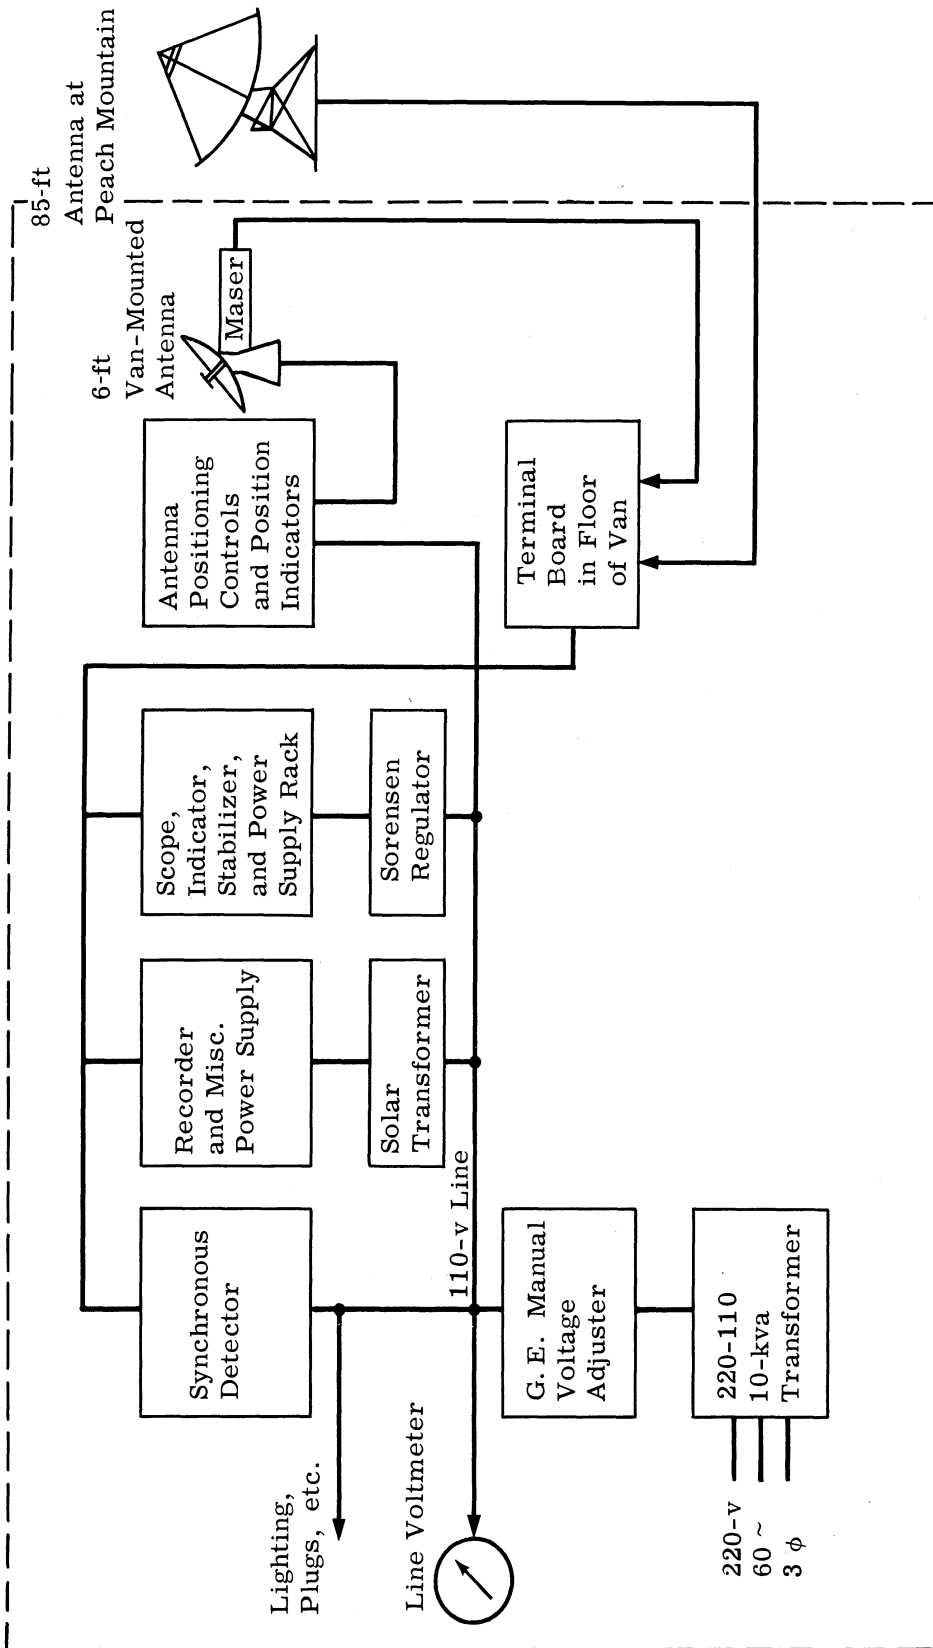 85-ft
Antenna at
Peach Mountain
6-ft
Van-Mounted
Antenna
Maser
Antenna
Positioning
Controls
and Position
Indicators
Terminal
Board
in Floor
of Van
Scope,
Indicator,
Stabilizer,
and Power
Supply Rack
Sorensen
Regulator
Recorder
and Misc.
Power Supply
Solar
Transformer
Synchronous
Detector
110-v Line
G. E. Manual
Voltage
Adjuster
220-110
10-kva
Transformer
Lighting,
Plugs, etc.
Line Voltmeter
220-v
60 ~
3 ϕ